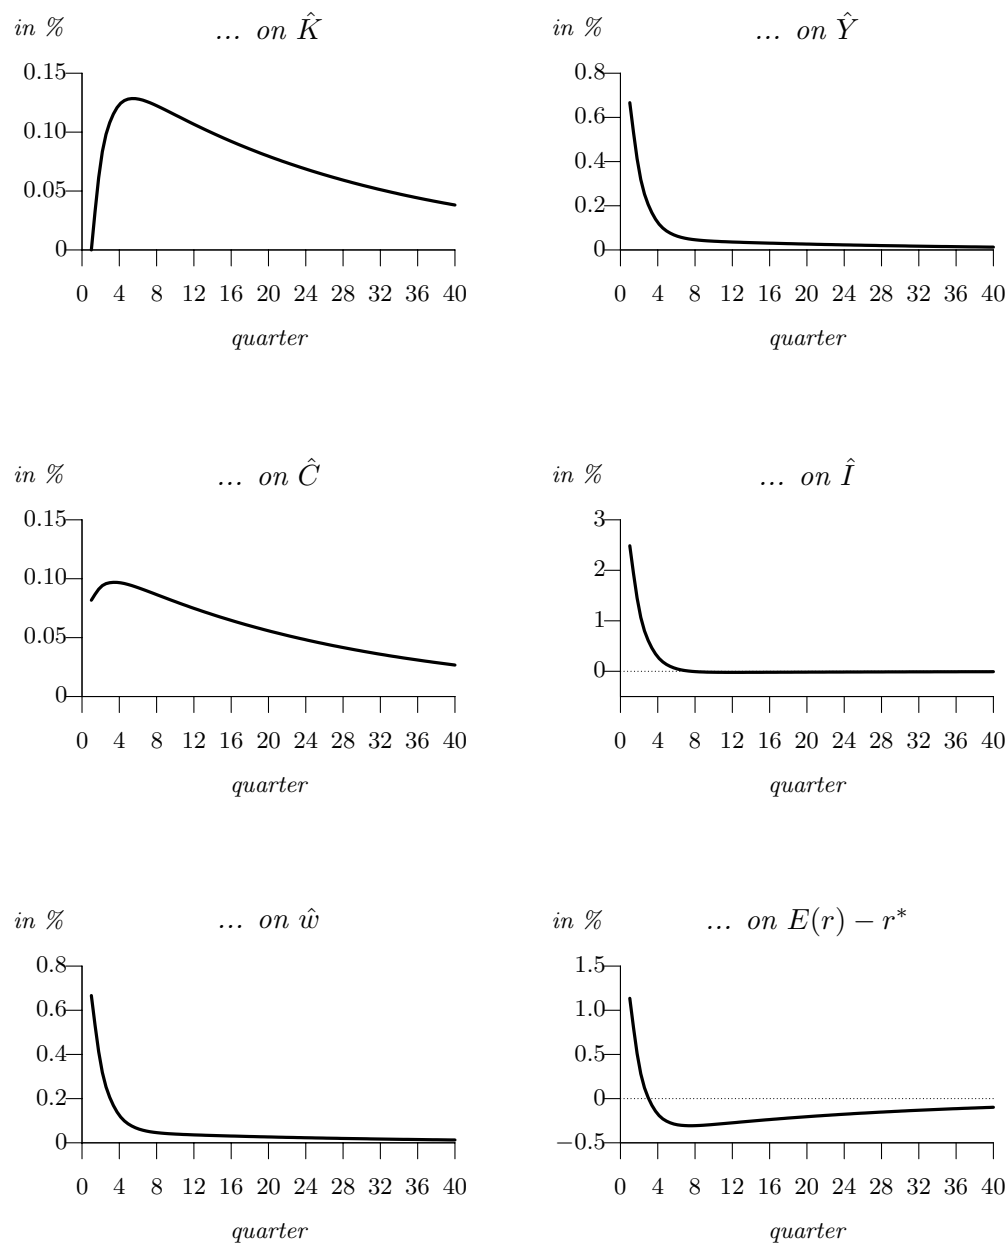 in %
... on K̂
0.15
0.10
0.05
0
0 4 8 12 16 20 24 28 32 36 40
quarter
in %
... on Ŷ
0.8
0.6
0.4
0.2
0
0 4 8 12 16 20 24 28 32 36 40
quarter
in %
... on Ĉ
0.15
0.10
0.05
0
0 4 8 12 16 20 24 28 32 36 40
quarter
in %
... on Î
3
2
1
0
0 4 8 12 16 20 24 28 32 36 40
quarter
in %
... on ŵ
0.8
0.6
0.4
0.2
0
0 4 8 12 16 20 24 28 32 36 40
quarter
in %
... on E(r) − r*
1.5
1.0
0.5
0
−0.5
0 4 8 12 16 20 24 28 32 36 40
quarter